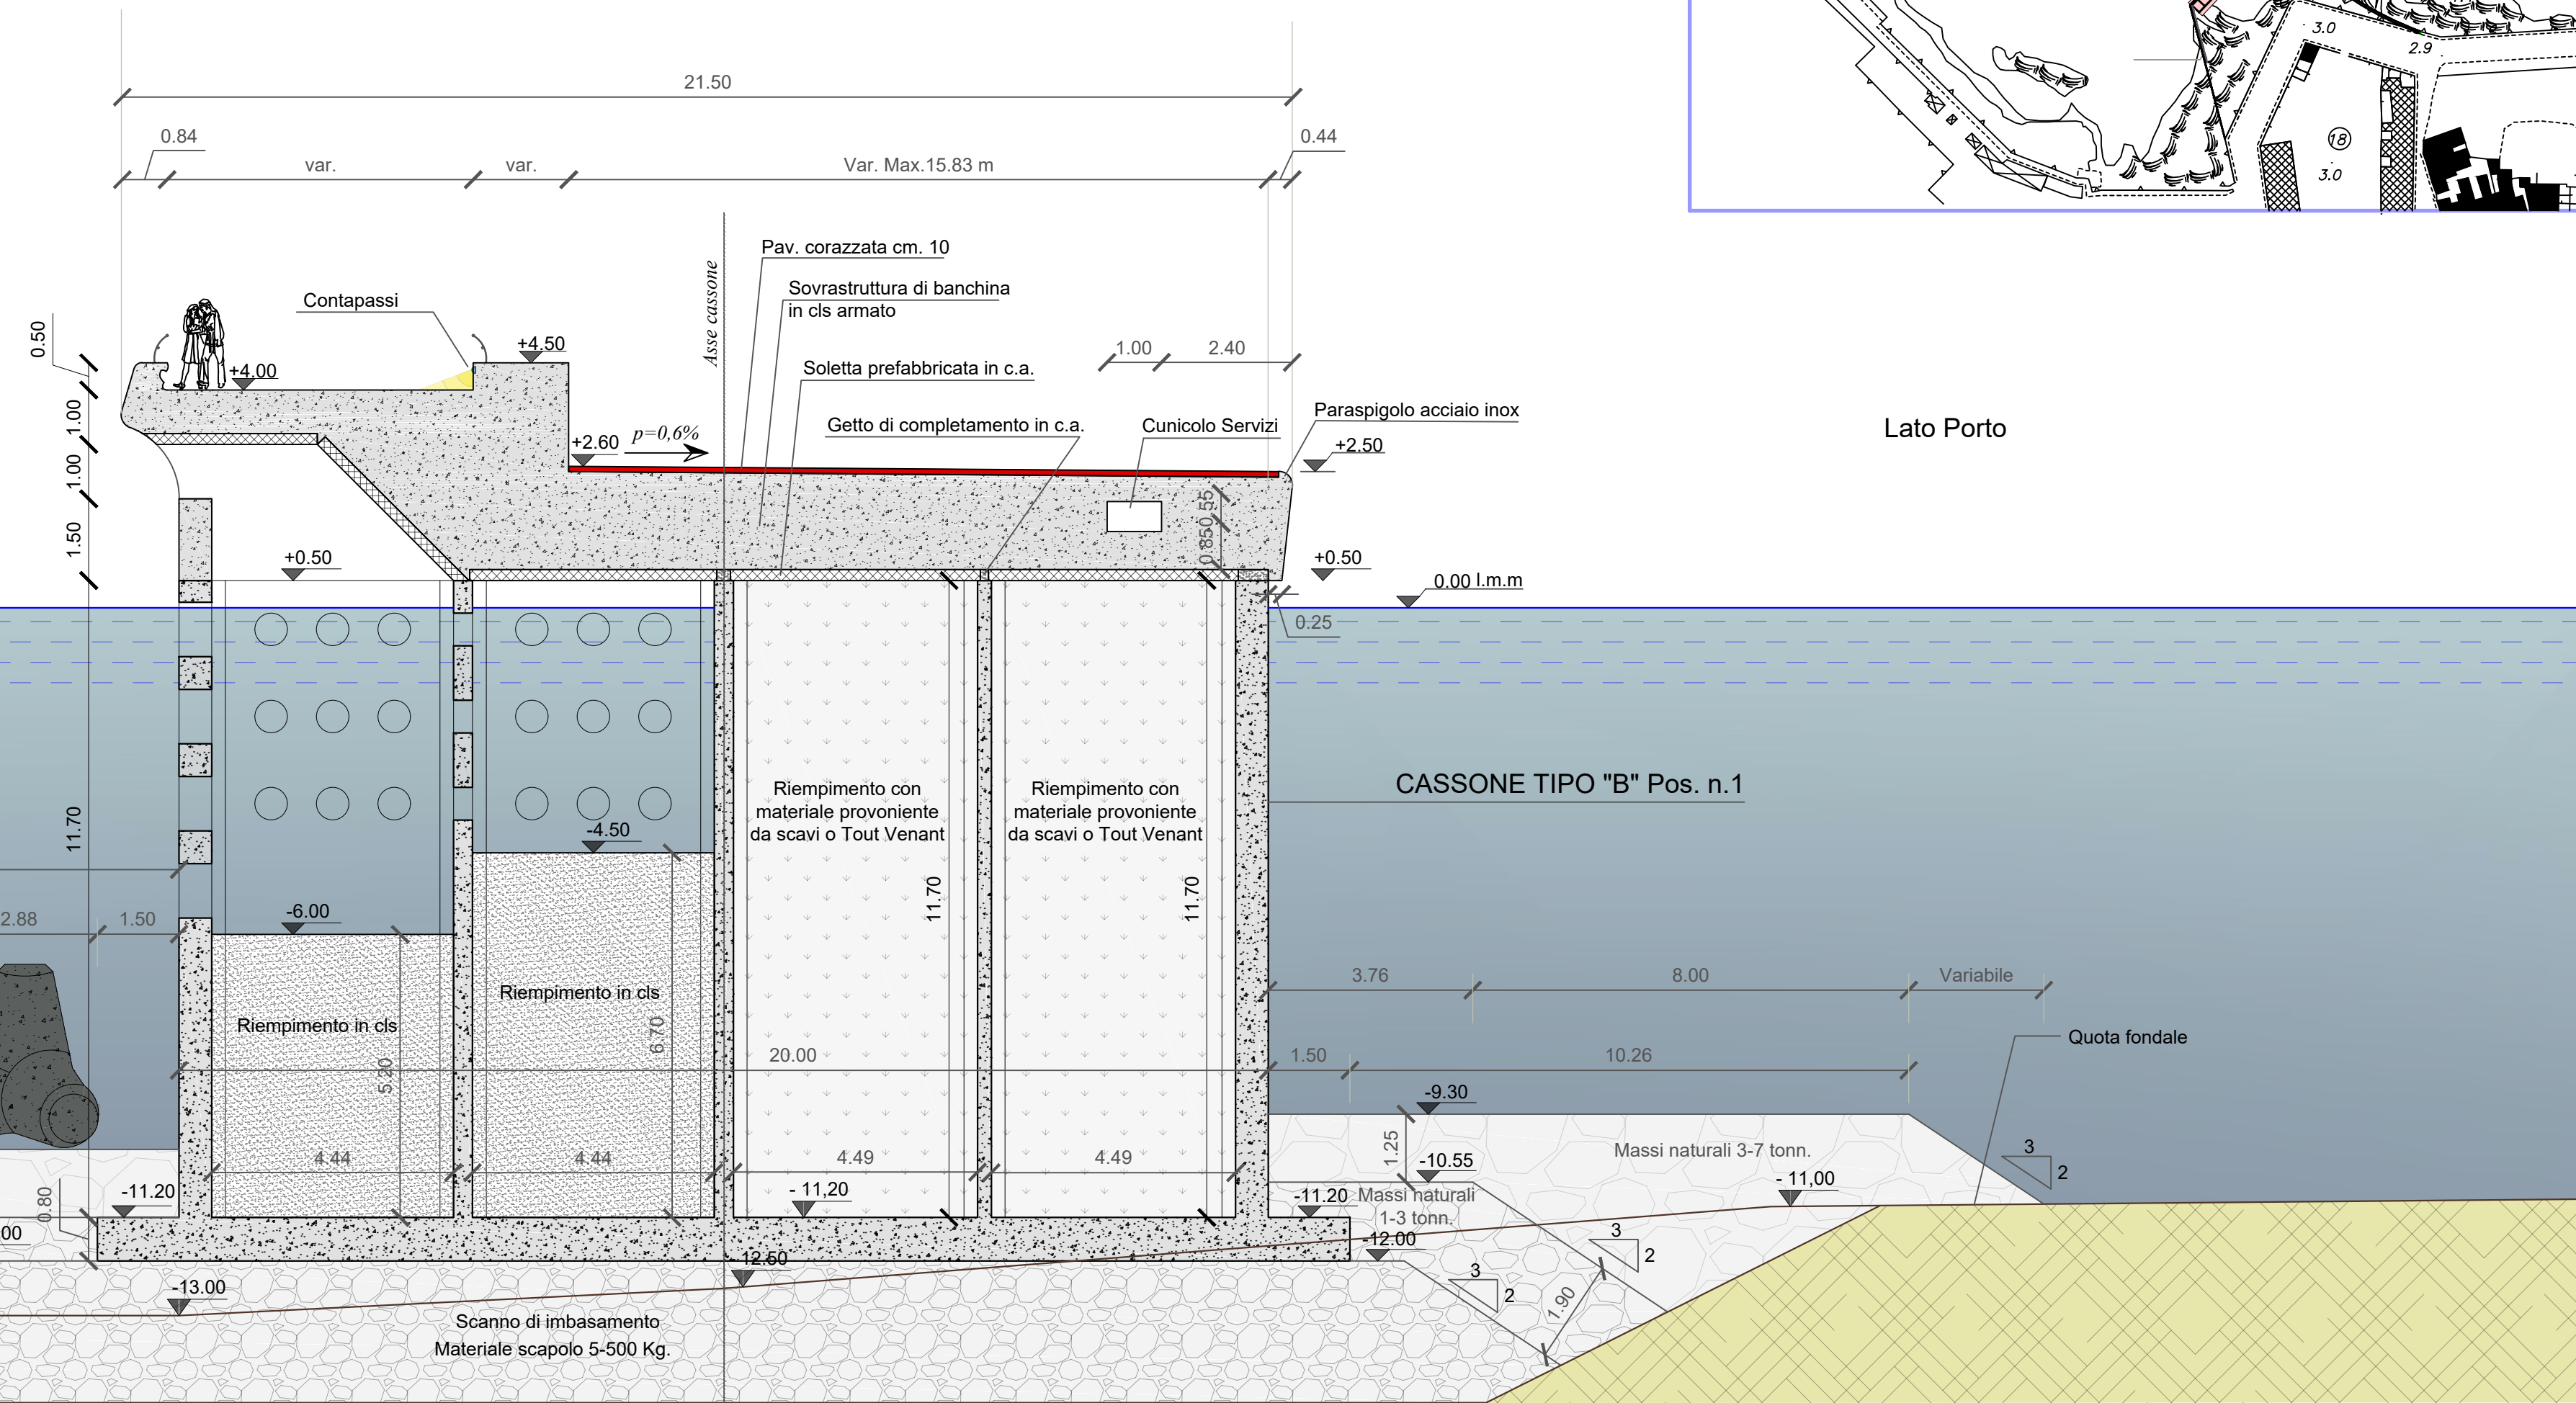 3.0
2.9
18
3.0
21.50
0.84
0.44
var.
var.
Var. Max.15.83 m
Pav. corazzata cm. 10
Asse cassone
Sovrastruttura di banchina
in cls armato
Contapassi
0.50
+4.50
1.00
2.40
+4.00
Soletta prefabbricata in c.a.
1.00
Getto di completamento in c.a.
Cunicolo Servizi
Paraspigolo acciaio inox
Lato Porto
+2.60
p=0,6%
+2.50
1.00
0.55
1.50
0.85
+0.50
+0.50
0.00 l.m.m
0.25
CASSONE TIPO "B" Pos. n.1
Riempimento con
materiale provoniente
da scavi o Tout Venant
Riempimento con
materiale provoniente
da scavi o Tout Venant
11.70
-4.50
11.70
11.70
2.88
1.50
-6.00
3.76
8.00
Variabile
Riempimento in cls
Riempimento in cls
6.70
5.20
20.00
1.50
10.26
Quota fondale
-9.30
1.25
Massi naturali 3-7 tonn.
3
2
4.44
4.44
4.49
4.49
-10.55
- 11,00
0.80
-11.20
- 11,20
-11.20
Massi naturali
1-3 tonn.
00
-12.00
3
2
12.50
3
2
1.90
-13.00
Scanno di imbasamento
Materiale scapolo 5-500 Kg.